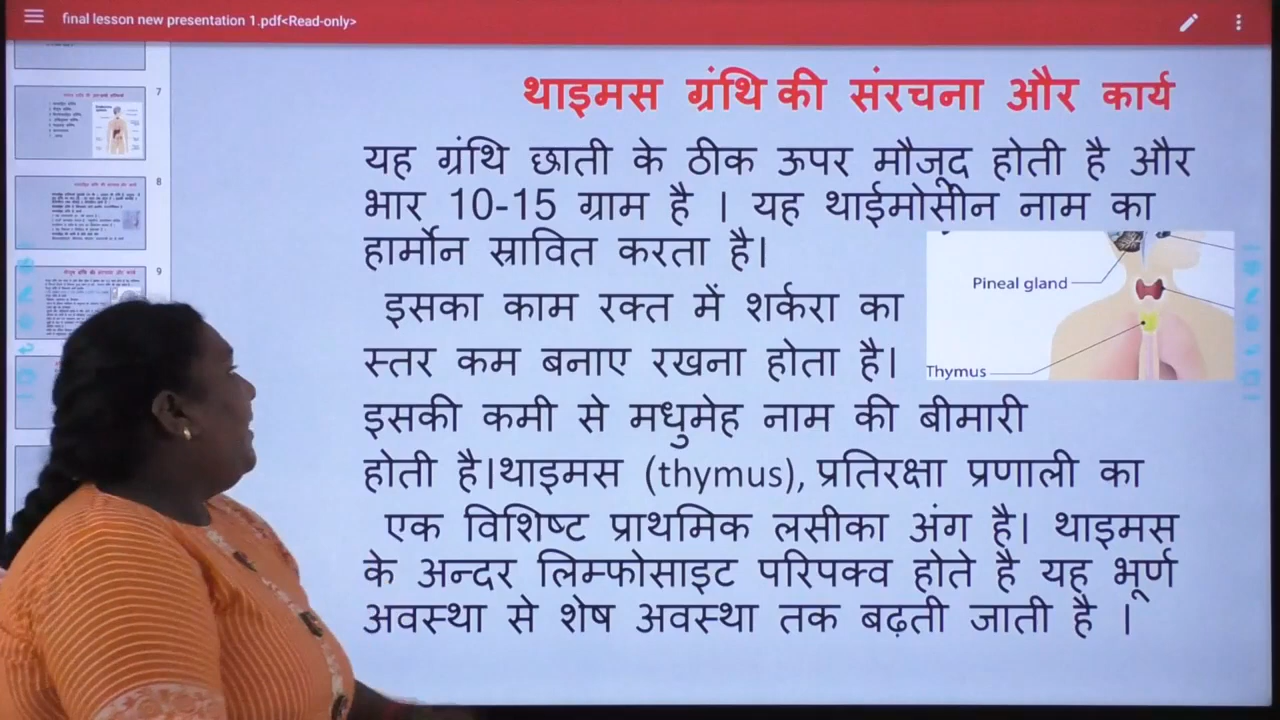 final lesson new presentation 1.pdf<Read-only>
7
8
9
थाइमस ग्रंथि की संरचना और कार्य
यह ग्रंथि छाती के ठीक ऊपर मौजूद होती है और
भार 10-15 ग्राम है । यह थाईमोसीन नाम का
हार्मोन स्रावित करता है।
Pineal gland
इसका काम रक्त में शर्करा का
स्तर कम बनाए रखना होता है।
Thymus
इसकी कमी से मधुमेह नाम की बीमारी
होती है।थाइमस (thymus), प्रतिरक्षा प्रणाली का
एक विशिष्ट प्राथमिक लसीका अंग है। थाइमस
के अन्दर लिम्फोसाइट परिपक्व होते है यह भूर्ण
अवस्था से शेष अवस्था तक बढ़ती जाती है ।